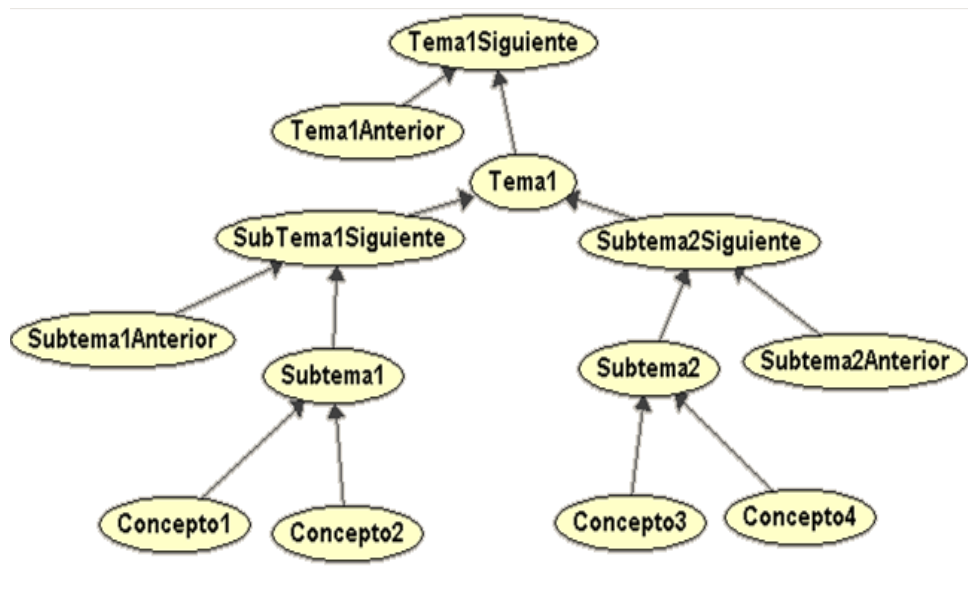 Tema1Siguiente
Tema1Anterior
Tema1
SubTema1Siguiente
Subtema2Siguiente
Subtema1Anterior
Subtema1
Subtema2
Subtema2Anterior
Concepto1
Concepto2
Concepto3
Concepto4